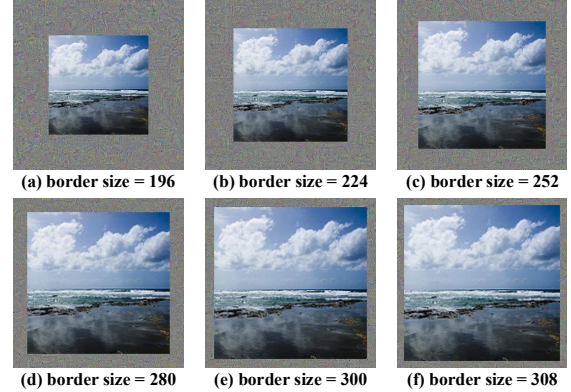 (a) border size = 196
(b) border size = 224
(c) border size = 252
(d) border size = 280
(e) border size = 300
(f) border size = 308